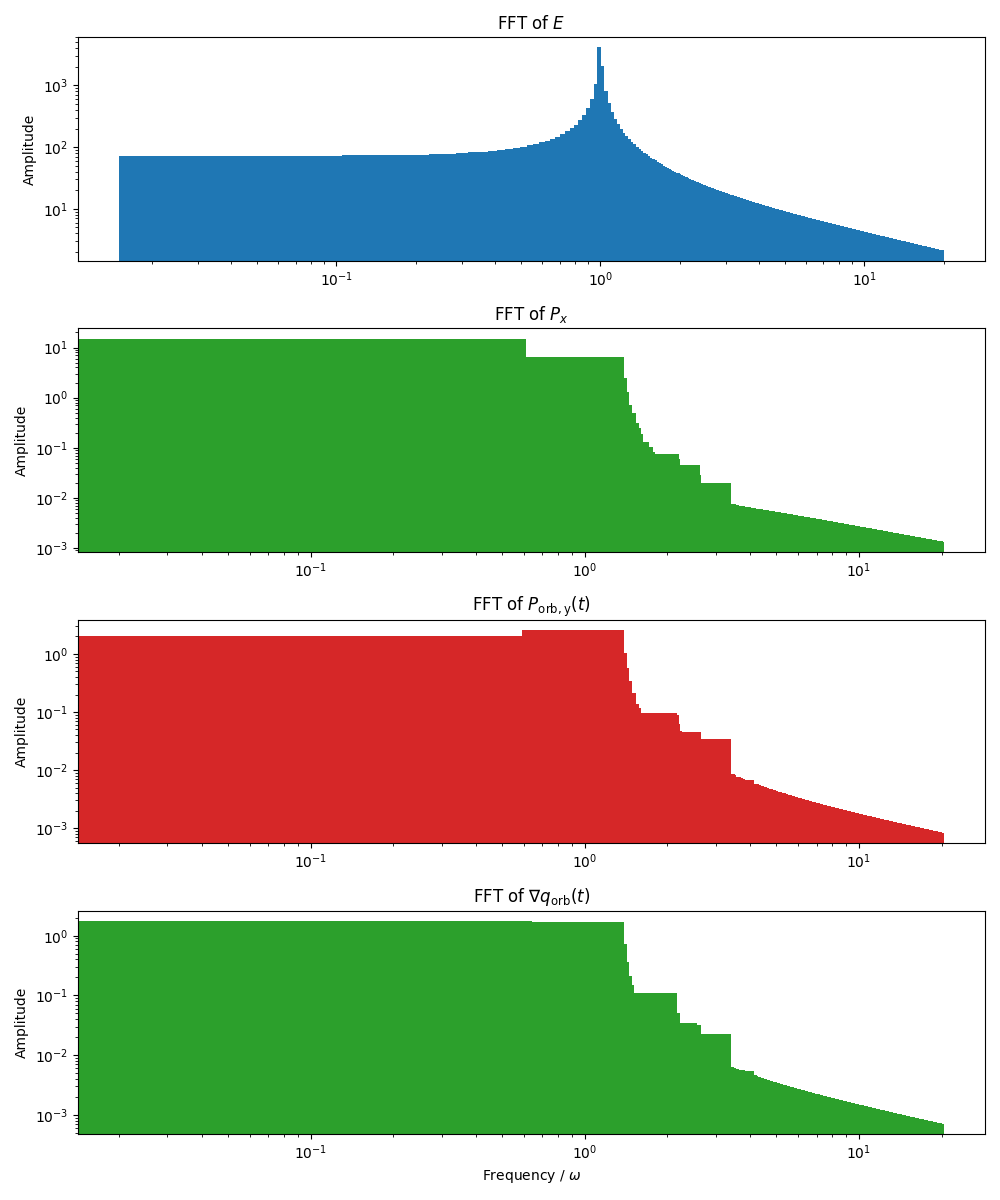 FFT of E
Amplitude
10³
10²
10¹
10⁻¹ 10⁰ 10¹
FFT of Pₓ
Amplitude
10¹
10⁰
10⁻¹
10⁻²
10⁻³
10⁻¹ 10⁰ 10¹
FFT of P_orb,y(t)
Amplitude
10⁰
10⁻¹
10⁻²
10⁻³
10⁻¹ 10⁰ 10¹
FFT of ∇q_orb(t)
Amplitude
10⁰
10⁻¹
10⁻²
10⁻³
10⁻¹ 10⁰ 10¹
Frequency / ω